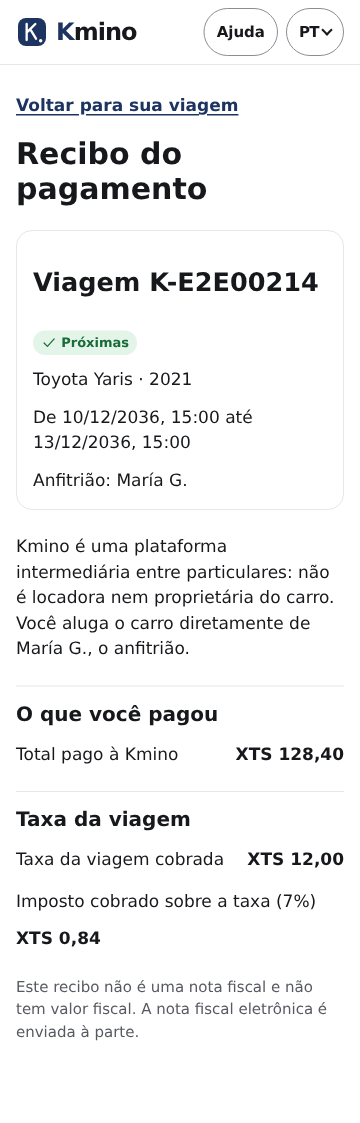 Kmino
Ajuda
PT
Voltar para sua viagem
Recibo do
pagamento
Viagem K-E2E00214
Próximas
Toyota Yaris · 2021
De 10/12/2036, 15:00 até
13/12/2036, 15:00
Anfitrião: María G.
Kmino é uma plataforma
intermediária entre particulares: não
é locadora nem proprietária do carro.
Você aluga o carro diretamente de
María G., o anfitrião.
O que você pagou
Total pago à Kmino XTS 128,40
Taxa da viagem
Taxa da viagem cobrada XTS 12,00
Imposto cobrado sobre a taxa (7%)
XTS 0,84
Este recibo não é uma nota fiscal e não
tem valor fiscal. A nota fiscal eletrônica é
enviada à parte.